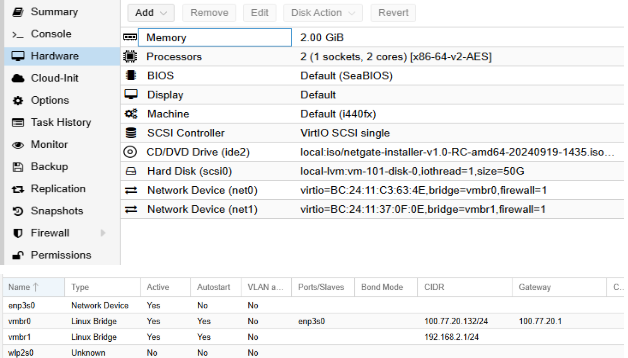 Summary
Console
Hardware
Cloud-Init
Options
Task History
Monitor
Backup
Replication
Snapshots
Firewall
Permissions
Add Remove Edit Disk Action Revert
Memory 2.00 GiB
Processors 2 (1 sockets, 2 cores) [x86-64-v2-AES]
BIOS Default (SeaBIOS)
Display Default
Machine Default (i440fx)
SCSI Controller VirtIO SCSI single
CD/DVD Drive (ide2) local:iso/netgate-installer-v1.0-RC-amd64-20240919-1435.iso...
Hard Disk (scsi0) local-lvm:vm-101-disk-0,iothread=1,size=50G
Network Device (net0) virtio=BC:24:11:C3:63:4E,bridge=vmbr0,firewall=1
Network Device (net1) virtio=BC:24:11:37:0F:0E,bridge=vmbr1,firewall=1
Name Type Active Autostart VLAN a... Ports/Slaves Bond Mode CIDR Gateway C...
enp3s0 Network Device Yes No No
vmbr0 Linux Bridge Yes Yes No enp3s0 100.77.20.132/24 100.77.20.1
vmbr1 Linux Bridge Yes Yes No 192.168.2.1/24
wlp2s0 Unknown No No No